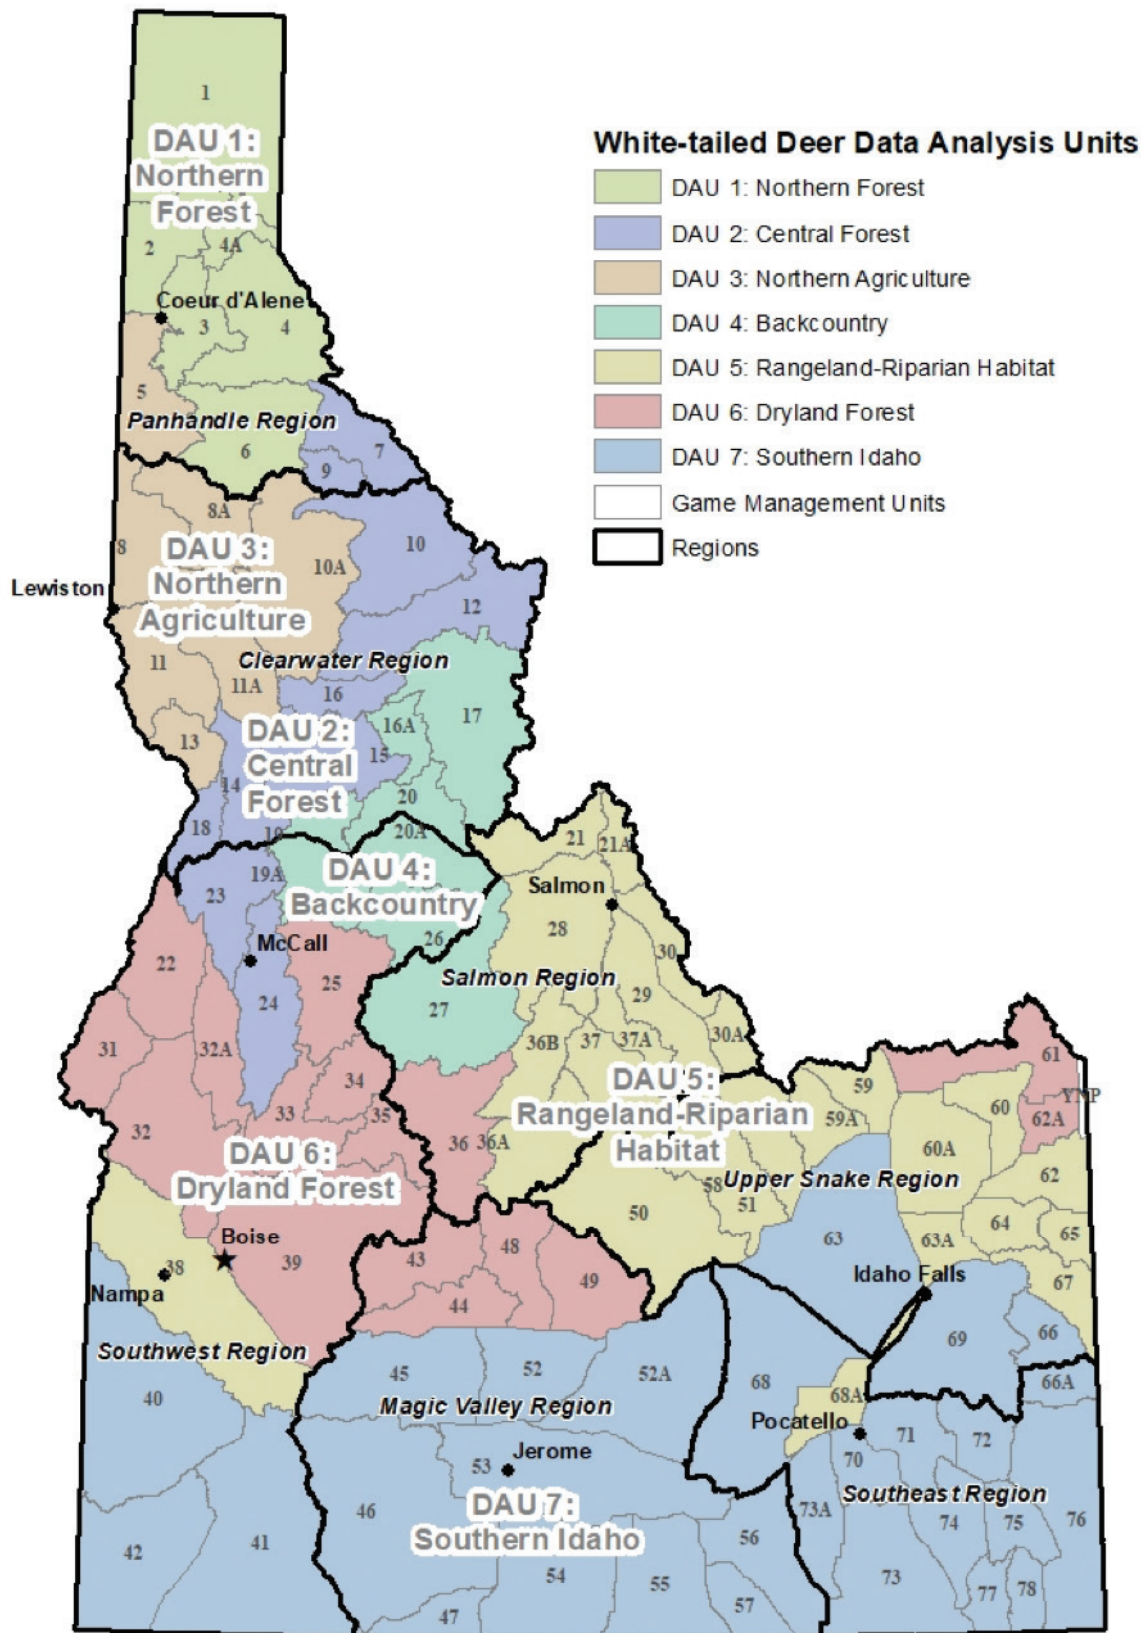 1
DAU 1:
Northern
Forest
2
4A
Coeur d'Alene
3
4
5
Panhandle Region
6
7
9
8A
8
DAU 3:
Northern
Agriculture
10
10A
Lewiston
12
11
Clearwater Region
11A
16
17
16A
13
DAU 2:
Central
Forest
15
14
20
18
19
20A
21
21A
DAU 4:
Backcountry
19A
23
Salmon
28
26
McCall
22
25
30
Salmon Region
24
27
29
31
32A
36B
37
37A
30A
34
33
35
32
DAU 5:
Rangeland-Riparian
Habitat
59
59A
61
60
YNP
62A
36
36A
60A
DAU 6:
Dryland Forest
62
58
Upper Snake Region
50
51
63
63A
64
65
Boise
38
39
43
48
49
44
Idaho Falls
67
Nampa
Southwest Region
69
66
40
45
52
52A
68
68A
66A
Magic Valley Region
Pocatello
71
72
70
53
Jerome
46
DAU 7:
Southern Idaho
Southeast Region
73A
74
75
76
56
42
41
54
55
57
47
73
77
78
White-tailed Deer Data Analysis Units
DAU 1: Northern Forest
DAU 2: Central Forest
DAU 3: Northern Agriculture
DAU 4: Backcountry
DAU 5: Rangeland-Riparian Habitat
DAU 6: Dryland Forest
DAU 7: Southern Idaho
Game Management Units
Regions